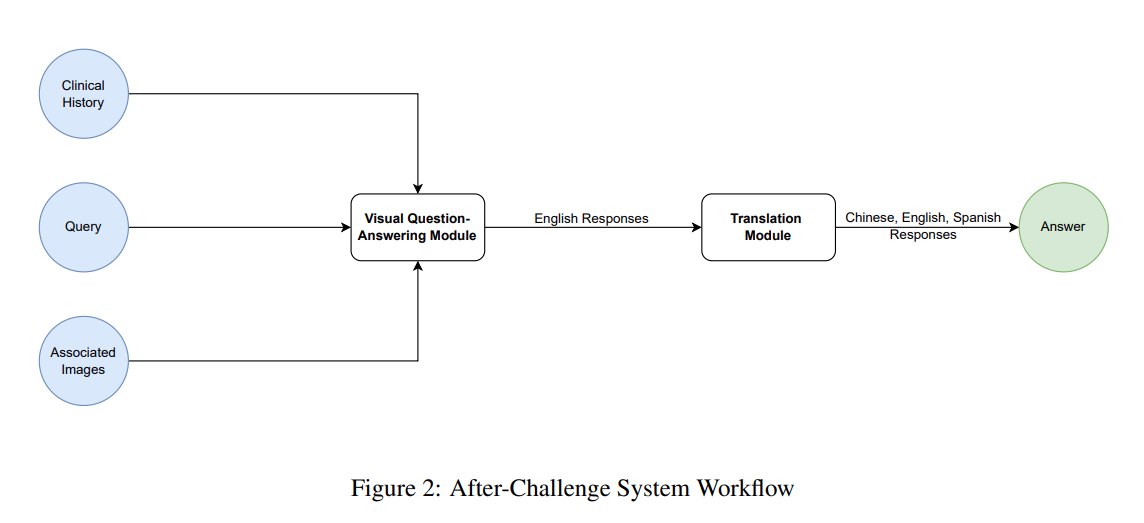 Clinical
History
Query
Associated
Images
Visual Question-
Answering Module
English Responses
Translation
Module
Chinese, English, Spanish
Responses
Answer
Figure 2: After-Challenge System Workflow